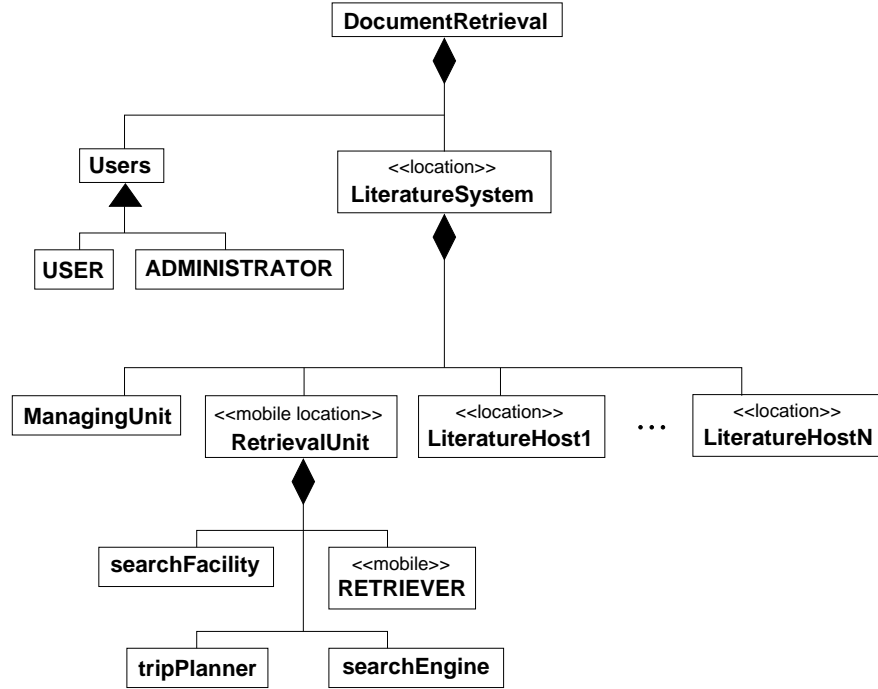 DocumentRetrieval
Users
<<location>>
LiteratureSystem
USER
ADMINISTRATOR
ManagingUnit
<<mobile location>>
RetrievalUnit
<<location>>
LiteratureHost1
...
<<location>>
LiteratureHostN
searchFacility
<<mobile>>
RETRIEVER
tripPlanner
searchEngine